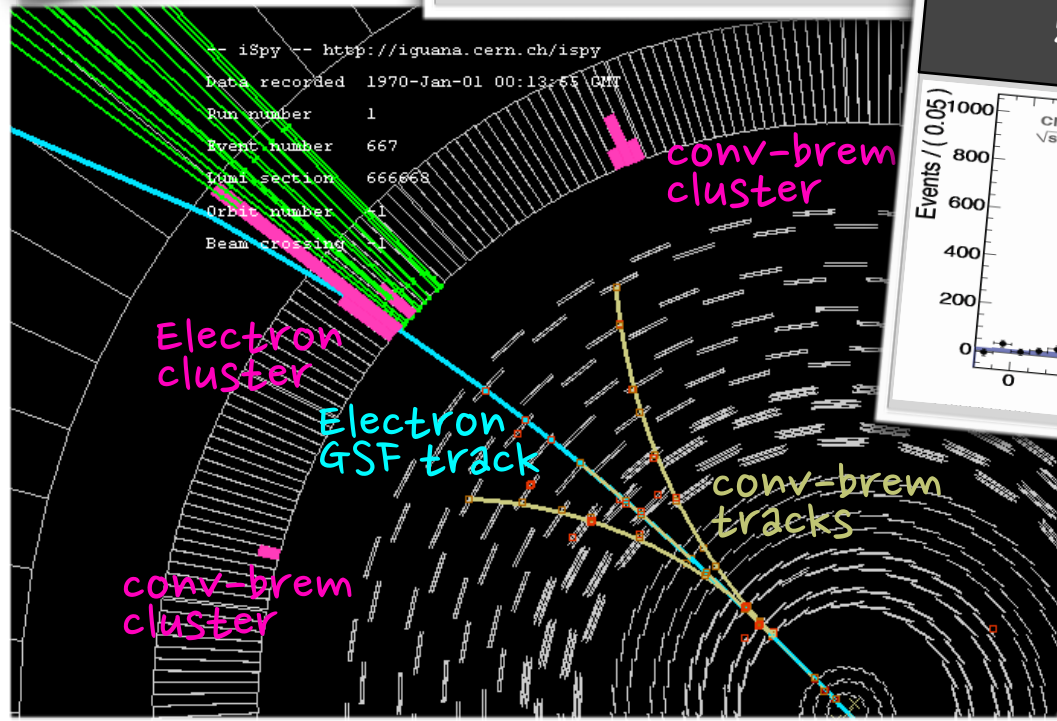 -- iSpy -- http://iguana.cern.ch/ispy
Data recorded 1970-Jan-01 00:13:55 GMT
Run number 1
Event number 667
Lumi section 666668
Orbit number -1
Beam crossing -1
conv-brem
cluster
Electron
cluster
Electron
GSF track
conv-brem
tracks
conv-brem
cluster
Events / ( 0.05)
1000
800
600
400
200
0
0